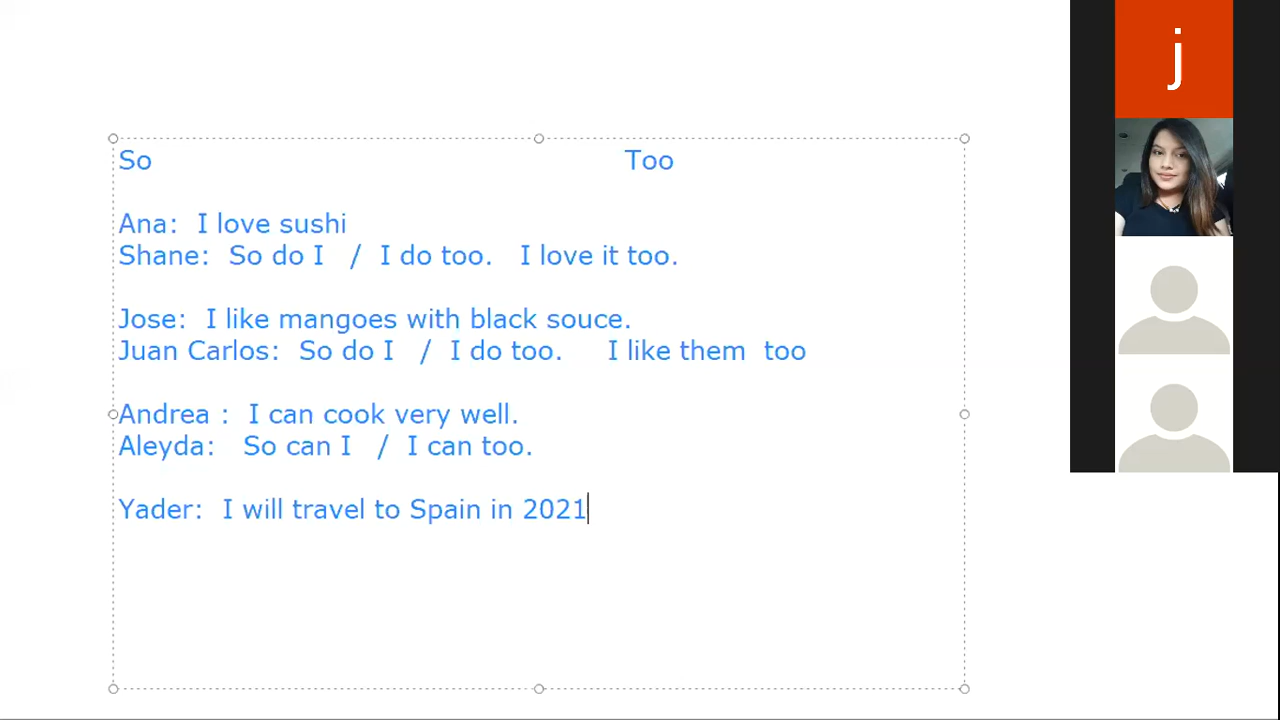 So Too
Ana: I love sushi
Shane: So do I / I do too. I love it too.
Jose: I like mangoes with black souce.
Juan Carlos: So do I / I do too. I like them too
Andrea : I can cook very well.
Aleyda: So can I / I can too.
Yader: I will travel to Spain in 2021
j